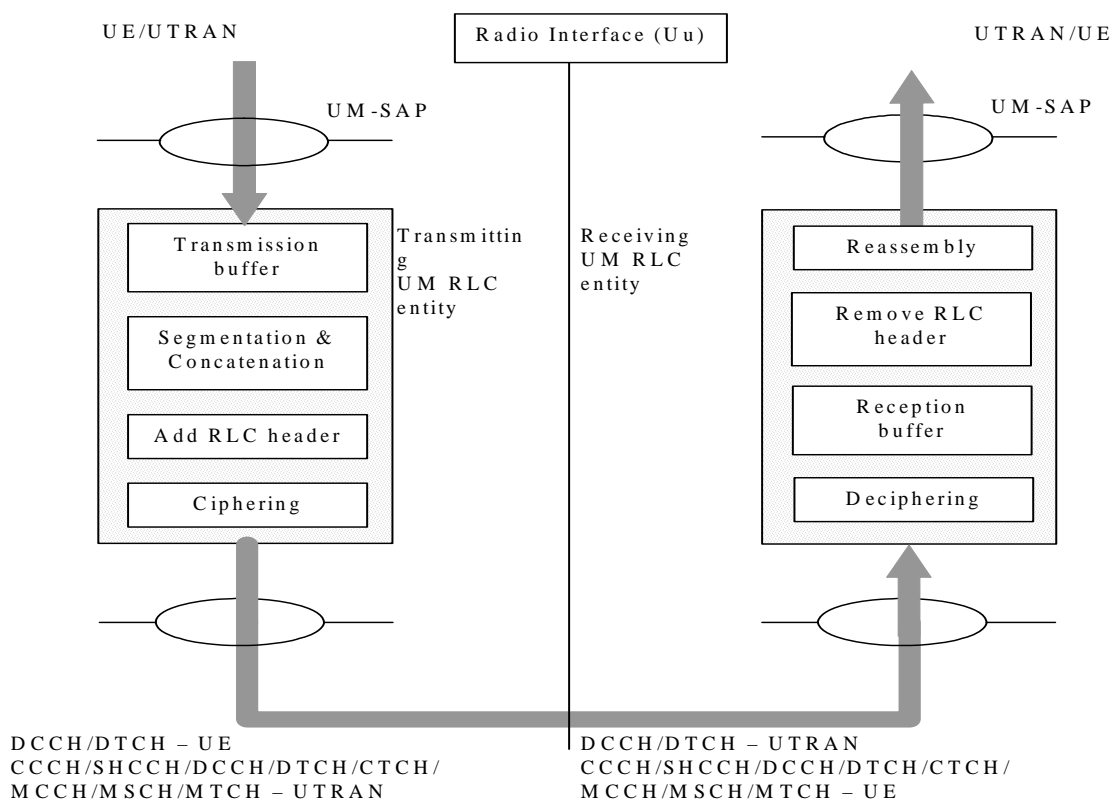 UE/UTRAN
Radio Interface (Uu)
UTRAN/UE
UM-SAP
UM-SAP
Transmission
buffer
Segmentation &
Concatenation
Add RLC header
Ciphering
Transmittin
g
UM RLC
entity
Receiving
UM RLC
entity
Reassembly
Remove RLC
header
Reception
buffer
Deciphering
DCCH/DTCH – UE
CCCH/SHCCH/DCCH/DTCH/CTCH/
MCCH/MSCH/MTCH – UTRAN
DCCH/DTCH – UTRAN
CCCH/SHCCH/DCCH/DTCH/CTCH/
MCCH/MSCH/MTCH – UE